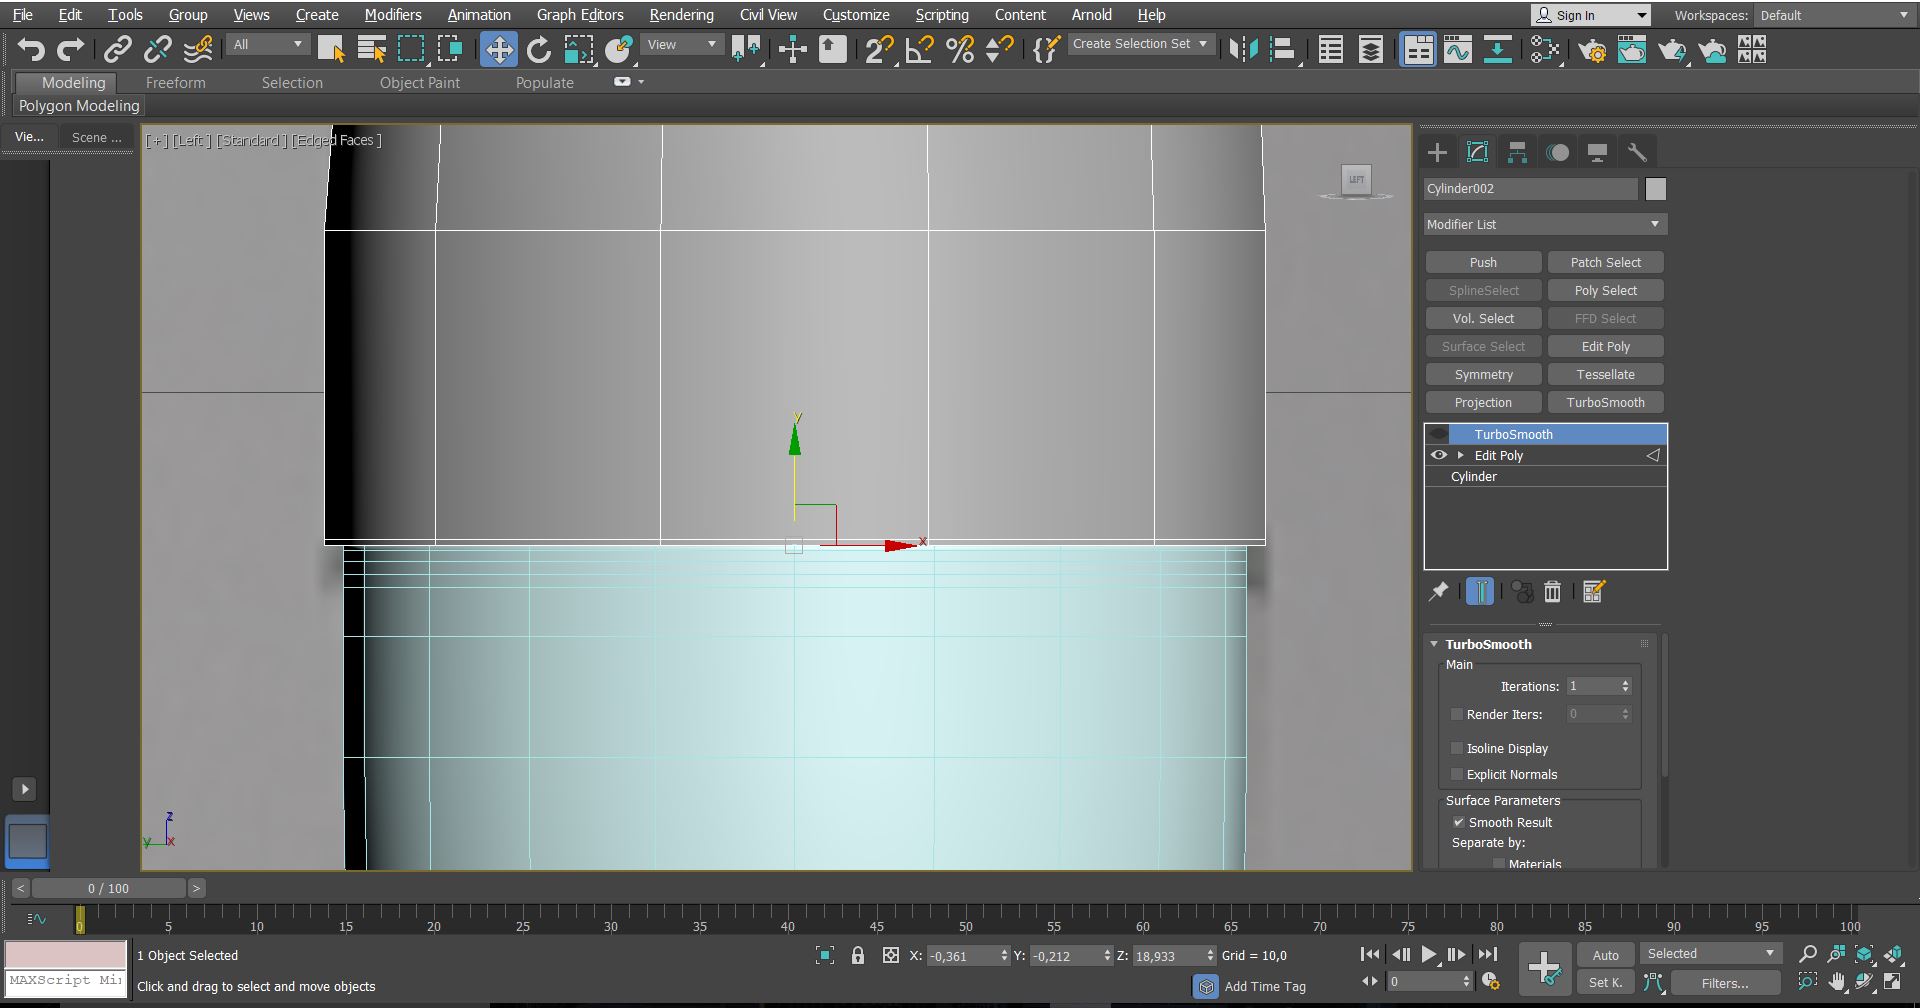 File Edit Tools Group Views Create Modifiers Animation Graph Editors Rendering Civil View Customize Scripting Content Arnold Help Sign In Workspaces: Default
All View Create Selection Set
Modeling Freeform Selection Object Paint Populate
Polygon Modeling
Vie... Scene ...
[+] [Left] [Standard] [Edged Faces]
LEFT
y
x
z
y
x
Cylinder002
Modifier List
Push Patch Select
SplineSelect Poly Select
Vol. Select FFD Select
Surface Select Edit Poly
Symmetry Tessellate
Projection TurboSmooth
TurboSmooth
Edit Poly
Cylinder
TurboSmooth
Main
Iterations: 1
Render Iters: 0
Isoline Display
Explicit Normals
Surface Parameters
Smooth Result
Separate by:
Materials
< 0 / 100 >
0 5 10 15 20 25 30 35 40 45 50 55 60 65 70 75 80 85 90 95 100
1 Object Selected X: -0,361 Y: -0,212 Z: 18,933 Grid = 10,0 Auto Selected
MAXScript Mi
Click and drag to select and move objects Add Time Tag 0 Set K. Filters...